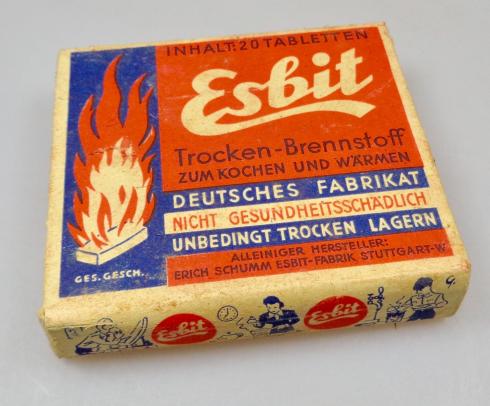 INHALT: 20 TABLETTEN
Esbit
Trocken-Brennstoff
ZUM KOCHEN UND WÄRMEN
DEUTSCHES FABRIKAT
NICHT GESUNDHEITSSCHÄDLICH
UNBEDINGT TROCKEN LAGERN
ALLEINIGER HERSTELLER:
ERICH SCHUMM ESBIT-FABRIK STUTTGART-W
GES. GESCH.
Esbit
Esbit